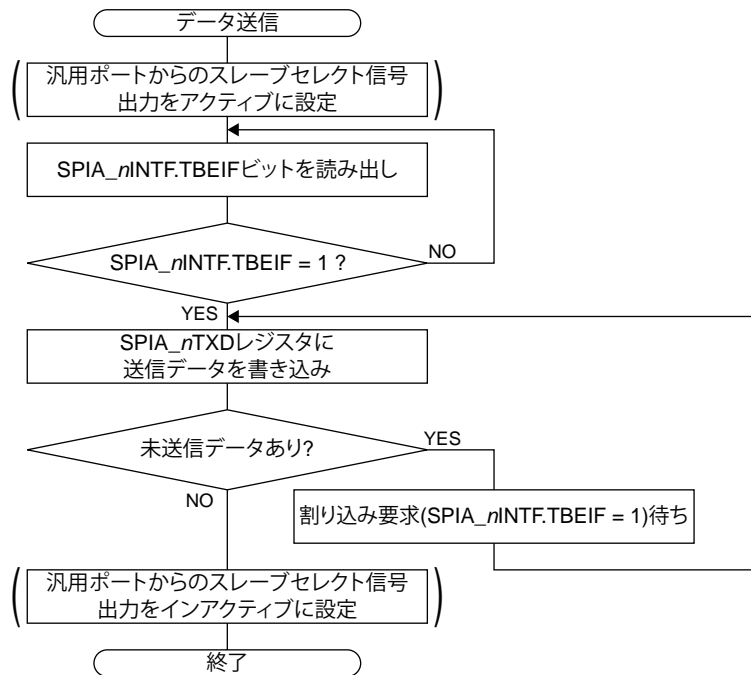 データ送信
汎用ポートからのスレーブセレクト信号
出力をアクティブに設定
SPIA_nINTF.TBEIFビットを読み出し
SPIA_nINTF.TBEIF = 1 ?
NO
YES
SPIA_nTXDレジスタに
送信データを書き込み
未送信データあり?
YES
NO
割り込み要求(SPIA_nINTF.TBEIF = 1)待ち
汎用ポートからのスレーブセレクト信号
出力をインアクティブに設定
終了